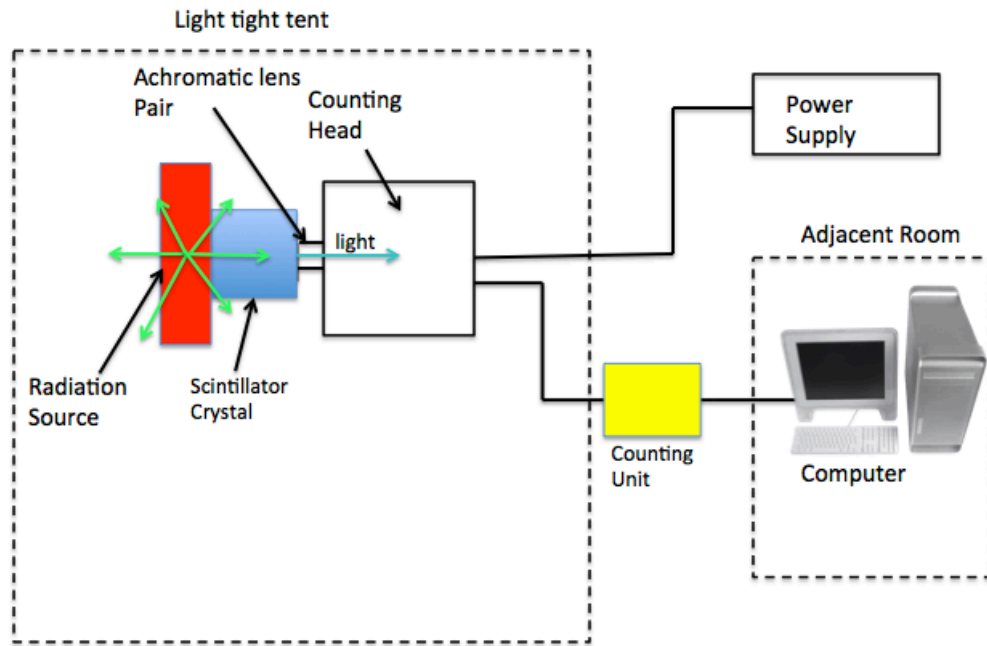 Light tight tent
Achromatic lens
Pair
Counting
Head
Power
Supply
light
Adjacent Room
Radiation
Source
Scintillator
Crystal
Counting
Unit
Computer